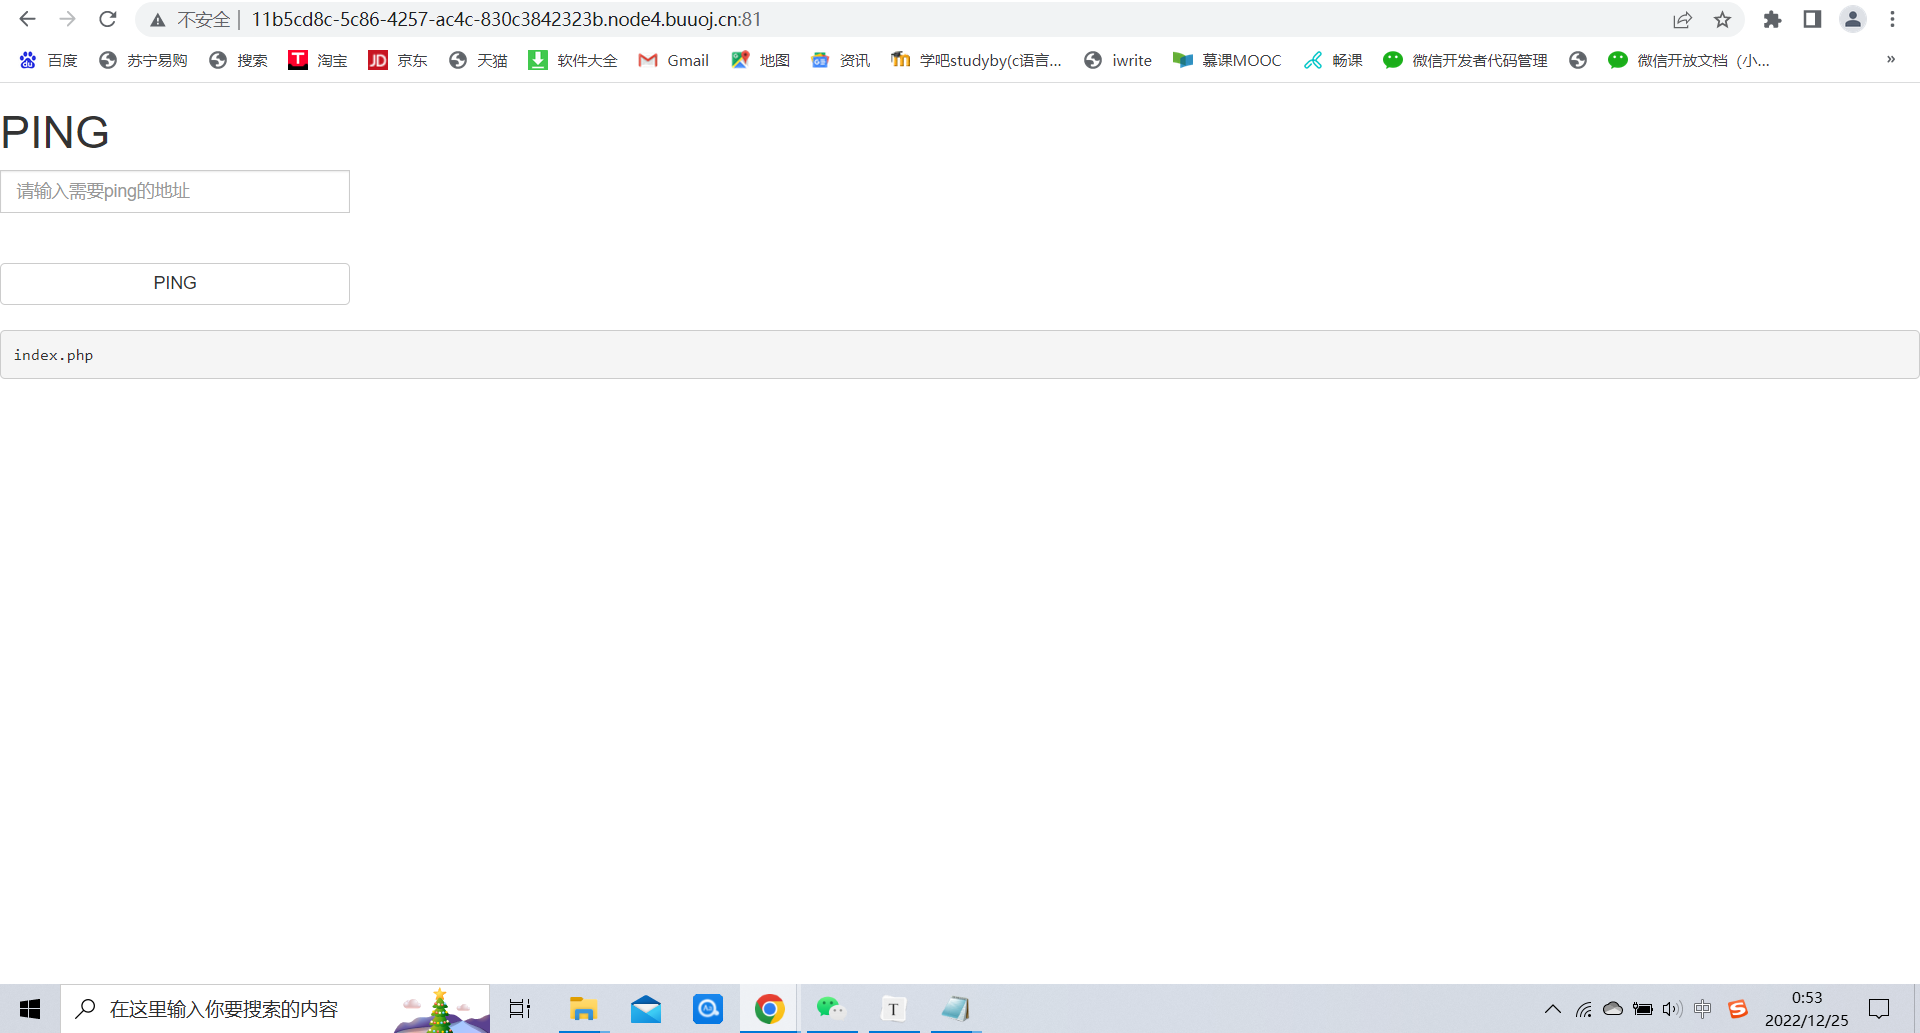 不安全 | 11b5cd8c-5c86-4257-ac4c-830c3842323b.node4.buuoj.cn:81
百度 苏宁易购 搜索 淘宝 JD 京东 天猫 软件大全 Gmail 地图 资讯 学吧studyby(c语言... iwrite 慕课MOOC 畅课 微信开发者代码管理 微信开放文档（小... »
PING
请输入需要ping的地址
PING
index.php
在这里输入你要搜索的内容
T
中
0:53
2022/12/25